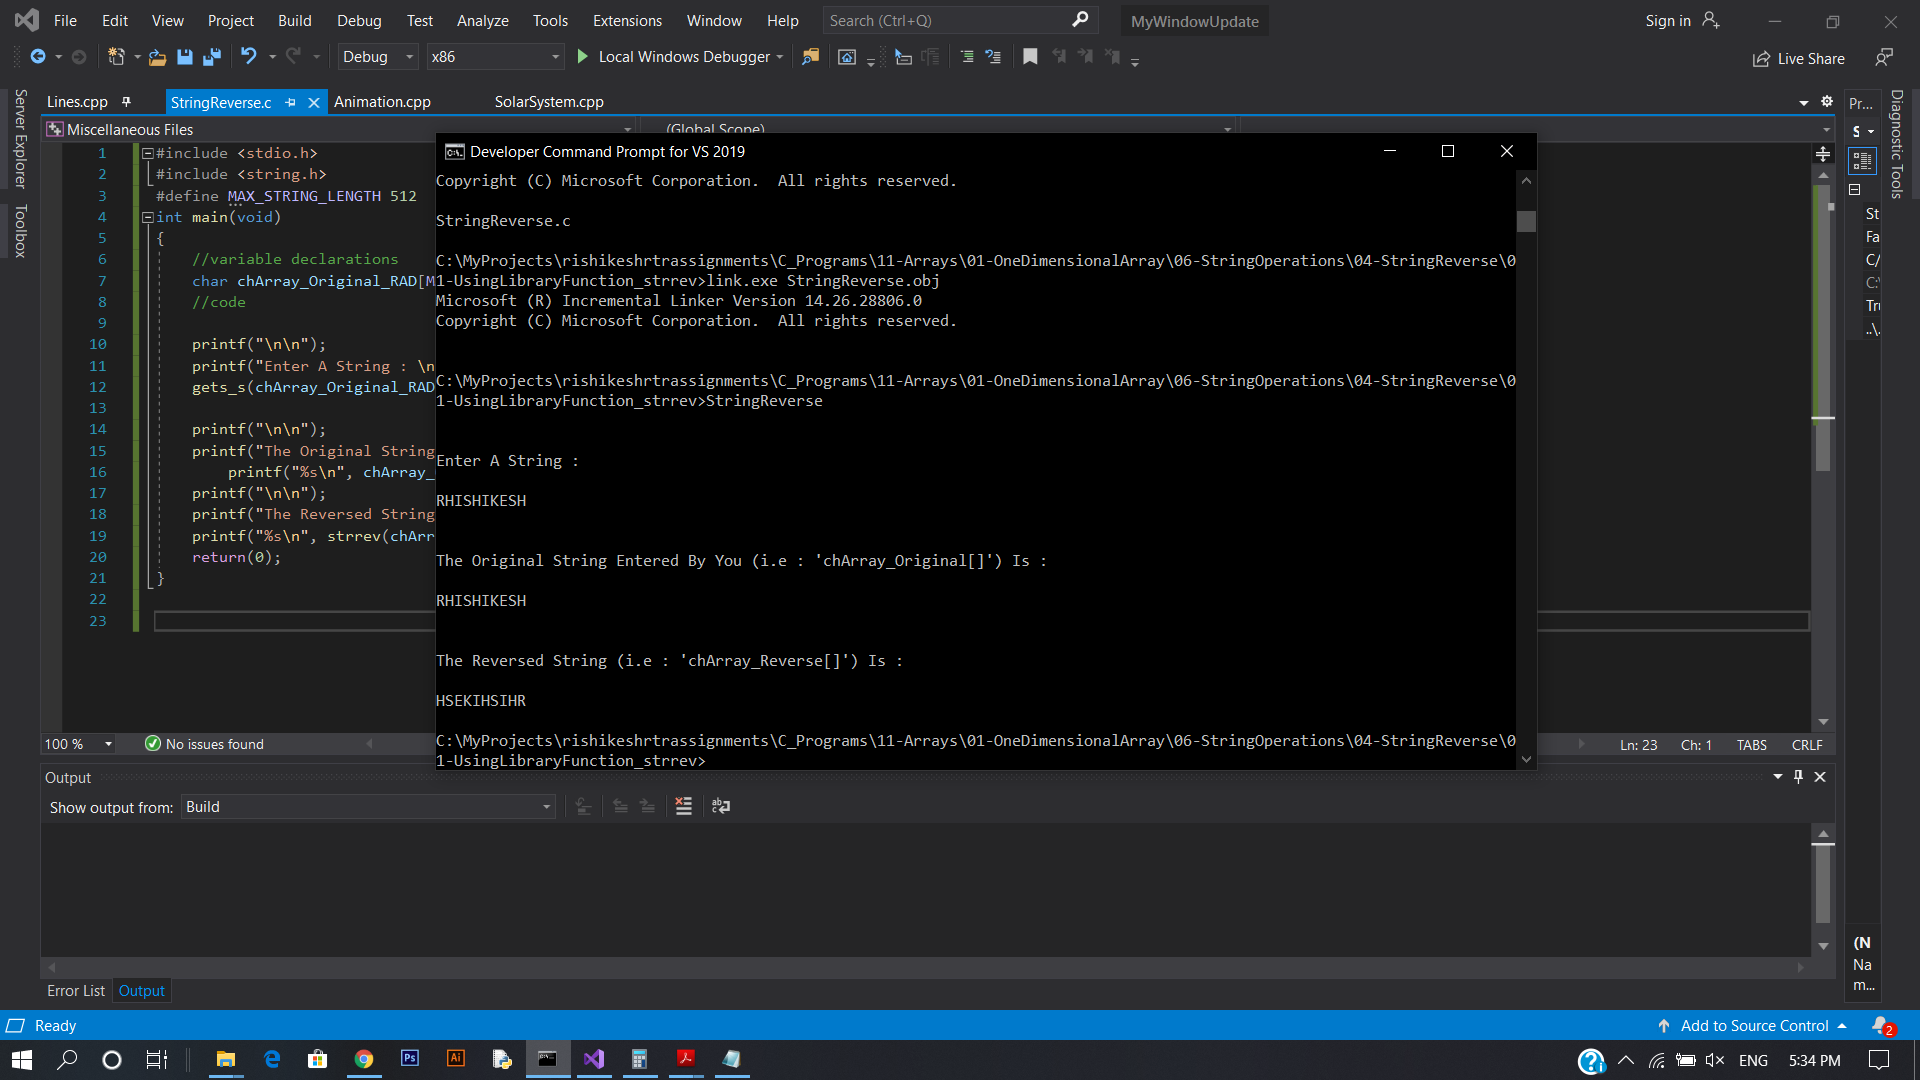 File Edit View Project Build Debug Test Analyze Tools Extensions Window Help Search (Ctrl+Q) MyWindowUpdate Sign in
Debug x86 Local Windows Debugger Live Share
Server Explorer
Toolbox
Lines.cpp StringReverse.c Animation.cpp SolarSystem.cpp
Miscellaneous Files (Global Scope)
1 #include <stdio.h>
2 #include <string.h>
3 #define MAX_STRING_LENGTH 512
4 int main(void)
5 {
6 //variable declarations
7 char chArray_Original_RAD[M
8 //code
9
10 printf("\n\n");
11 printf("Enter A String : \n
12 gets_s(chArray_Original_RAD
13
14 printf("\n\n");
15 printf("The Original String
16 printf("%s\n", chArray_
17 printf("\n\n");
18 printf("The Reversed String
19 printf("%s\n", strrev(chArr
20 return(0);
21 }
22
23
Developer Command Prompt for VS 2019
Copyright (C) Microsoft Corporation.  All rights reserved.
StringReverse.c
C:\MyProjects\rishikeshrtrassignments\C_Programs\11-Arrays\01-OneDimensionalArray\06-StringOperations\04-StringReverse\0
1-UsingLibraryFunction_strrev>link.exe StringReverse.obj
Microsoft (R) Incremental Linker Version 14.26.28806.0
Copyright (C) Microsoft Corporation.  All rights reserved.
C:\MyProjects\rishikeshrtrassignments\C_Programs\11-Arrays\01-OneDimensionalArray\06-StringOperations\04-StringReverse\0
1-UsingLibraryFunction_strrev>StringReverse
Enter A String :
RHISHIKESH
The Original String Entered By You (i.e : 'chArray_Original[]') Is :
RHISHIKESH
The Reversed String (i.e : 'chArray_Reverse[]') Is :
HSEKIHSIHR
C:\MyProjects\rishikeshrtrassignments\C_Programs\11-Arrays\01-OneDimensionalArray\06-StringOperations\04-StringReverse\0
1-UsingLibraryFunction_strrev>
Pr...
S
St
Fa
C/
C:\
Tru
..\.
(N
Na
m...
Diagnostic Tools
100 % No issues found Ln: 23 Ch: 1 TABS CRLF
Output
Show output from: Build
Error List Output
Ready Add to Source Control 2
Ps Ai ENG 5:34 PM